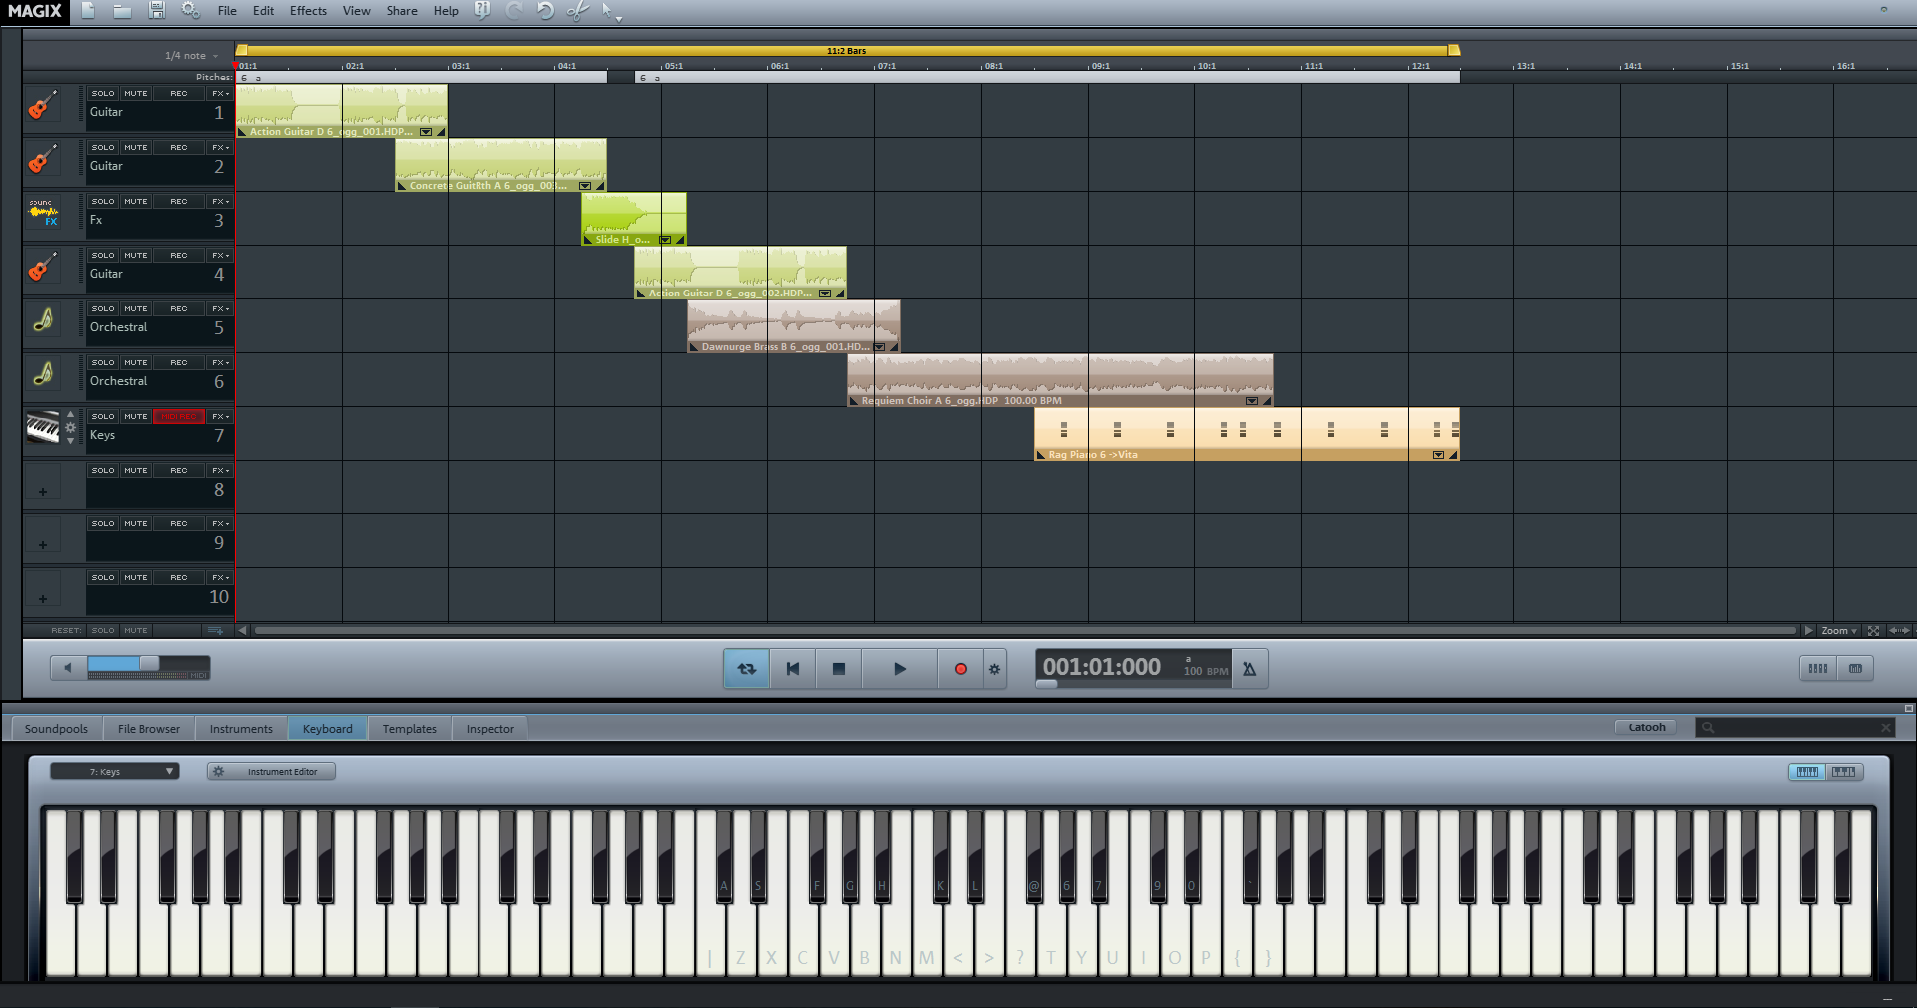 MAGIX File Edit Effects View Share Help
11:2 Bars
1/4 note
01:1 02:1 03:1 04:1 05:1 06:1 07:1 08:1 09:1 10:1 11:1 12:1 13:1 14:1 15:1 16:1
Pitches: 6 a 6 a
SOLO MUTE REC FX
Guitar 1
Action Guitar D 6_ogg_001.HDP...
SOLO MUTE REC FX
Guitar 2
Concrete Guit8th A 6_ogg_003...
SOLO MUTE REC FX
sound FX
Fx 3
Slide H_o...
SOLO MUTE REC FX
Guitar 4
Action Guitar D 6_ogg_002.HDP...
SOLO MUTE REC FX
Orchestral 5
Dawnurge Brass B 6_ogg_001.HD...
SOLO MUTE REC FX
Orchestral 6
Requiem Choir A 6_ogg.HDP 100.00 BPM
SOLO MUTE MIDI REC FX
Keys 7
Rag Piano 6 ->Vita
SOLO MUTE REC FX
+ 8
SOLO MUTE REC FX
+ 9
SOLO MUTE REC FX
+ 10
RESET: SOLO MUTE Zoom
MIDI 001:01:000 a 100 BPM
Soundpools File Browser Instruments Keyboard Templates Inspector Catooh
7: Keys Instrument Editor
A S F G H K L @ 6 7 9 0 `
| Z X C V B N M < > ? T Y U I O P { }